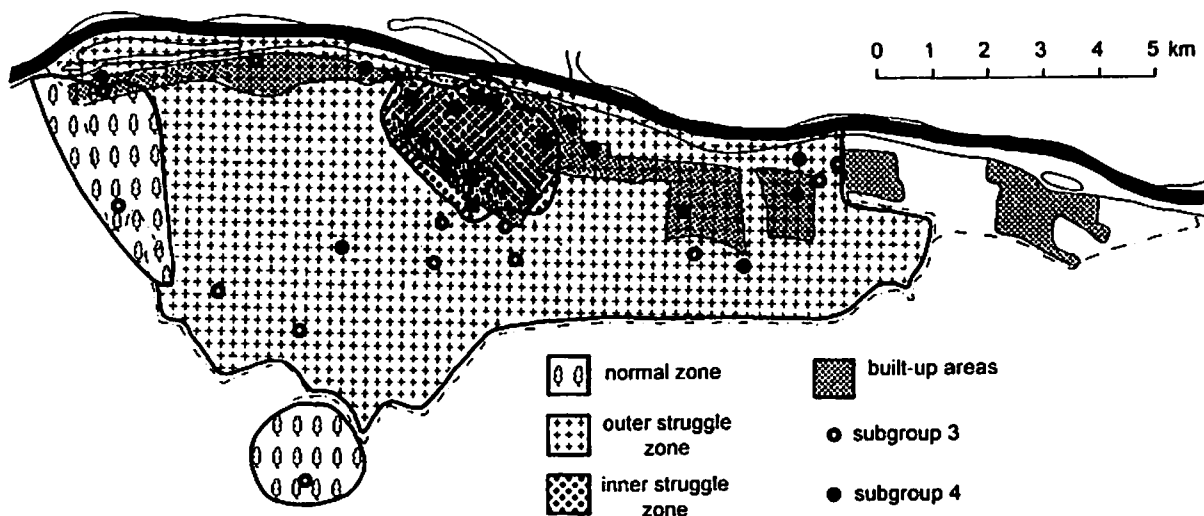 0 1 2 3 4 5 km
normal zone
outer struggle
zone
inner struggle
zone
built-up areas
subgroup 3
subgroup 4